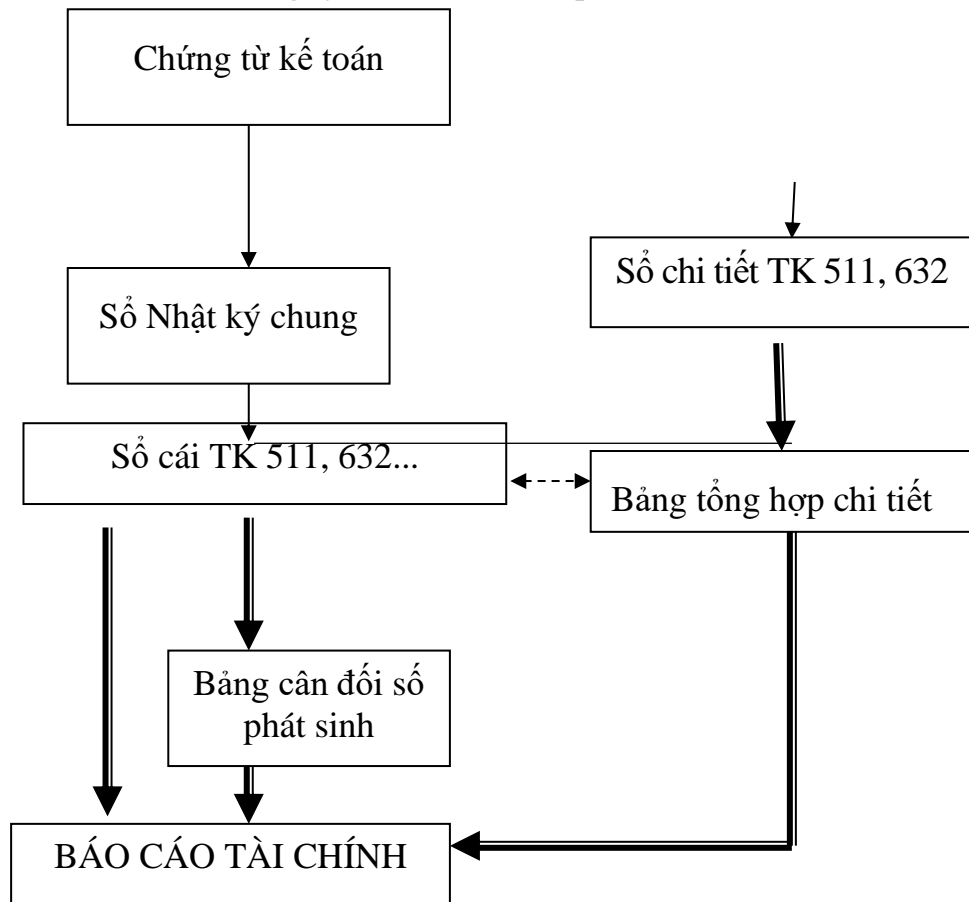 Chứng từ kế toán
Sổ chi tiết TK 511, 632
Sổ Nhật ký chung
Sổ cái TK 511, 632...
Bảng tổng hợp chi tiết
Bảng cân đối số
phát sinh
BÁO CÁO TÀI CHÍNH